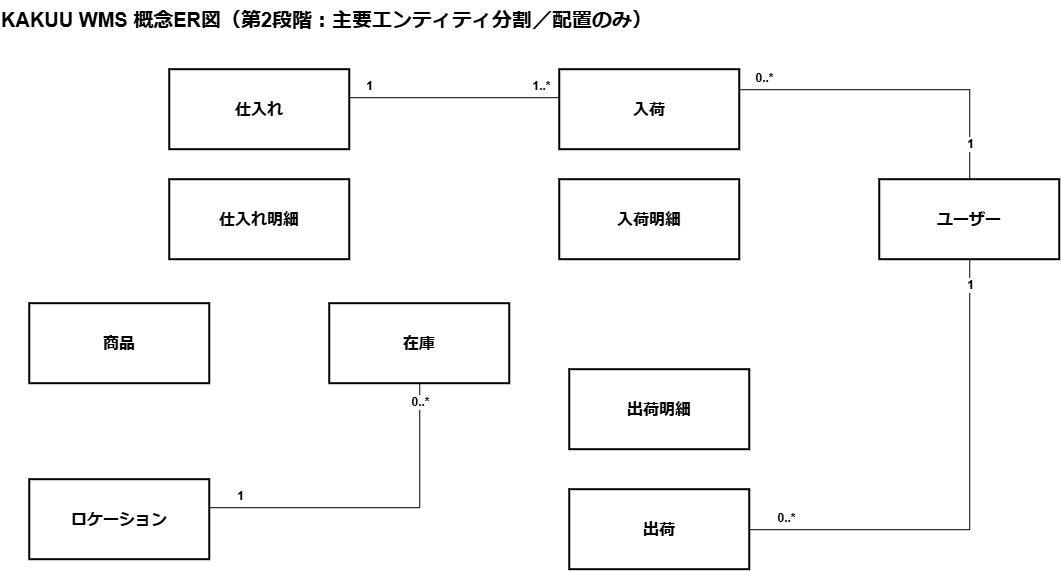 KAKUU WMS 概念ER図（第2段階：主要エンティティ分割／配置のみ）
仕入れ
1
1..*
入荷
0..*
1
仕入れ明細
入荷明細
ユーザー
1
商品
在庫
0..*
出荷明細
ロケーション
1
出荷
0..*